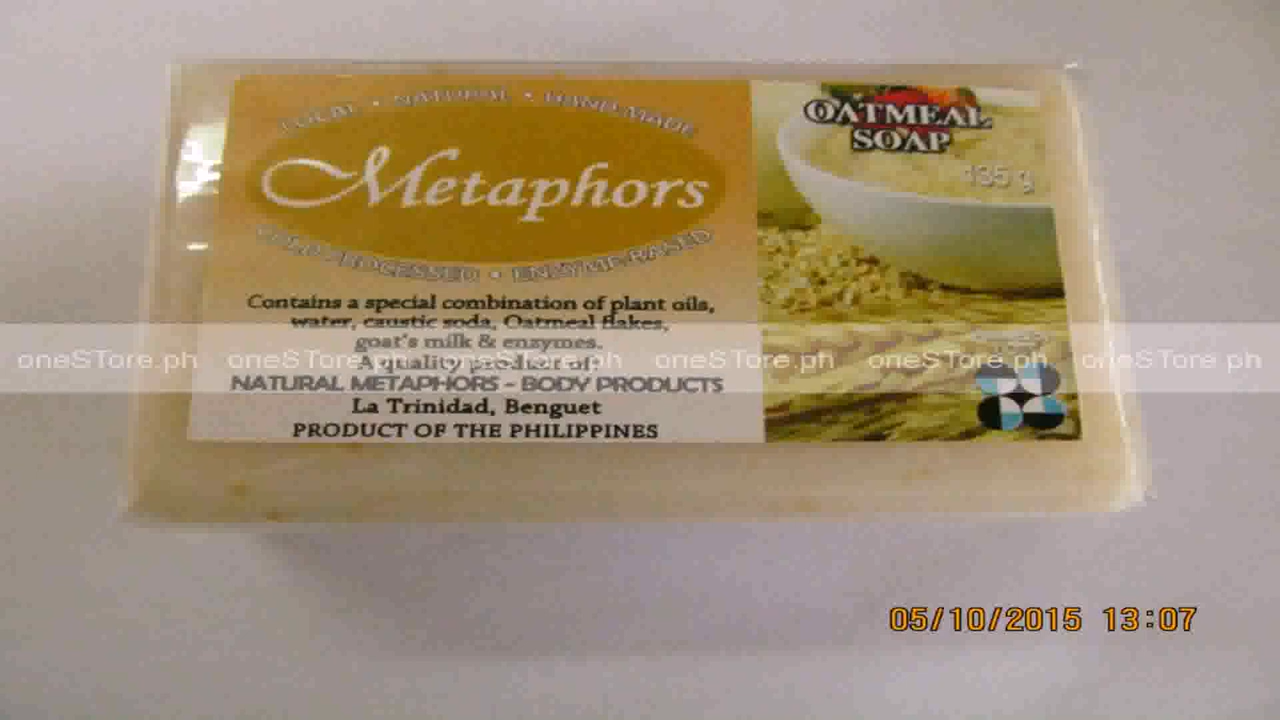 LOCAL • NATURAL • HAND-MADE
Metaphors
COLD-PROCESSED • ENZYME-BASED
Contains a special combination of plant oils,
water, caustic soda, Oatmeal flakes,
goat's milk & enzymes.
A quality product of:
NATURAL METAPHORS - BODY PRODUCTS
La Trinidad, Benguet
PRODUCT OF THE PHILIPPINES
OATMEAL
SOAP
135 g
oneSTore.ph oneSTore.ph oneSTore.ph oneSTore.ph oneSTore.ph oneSTore.ph
05/10/2015 13:07